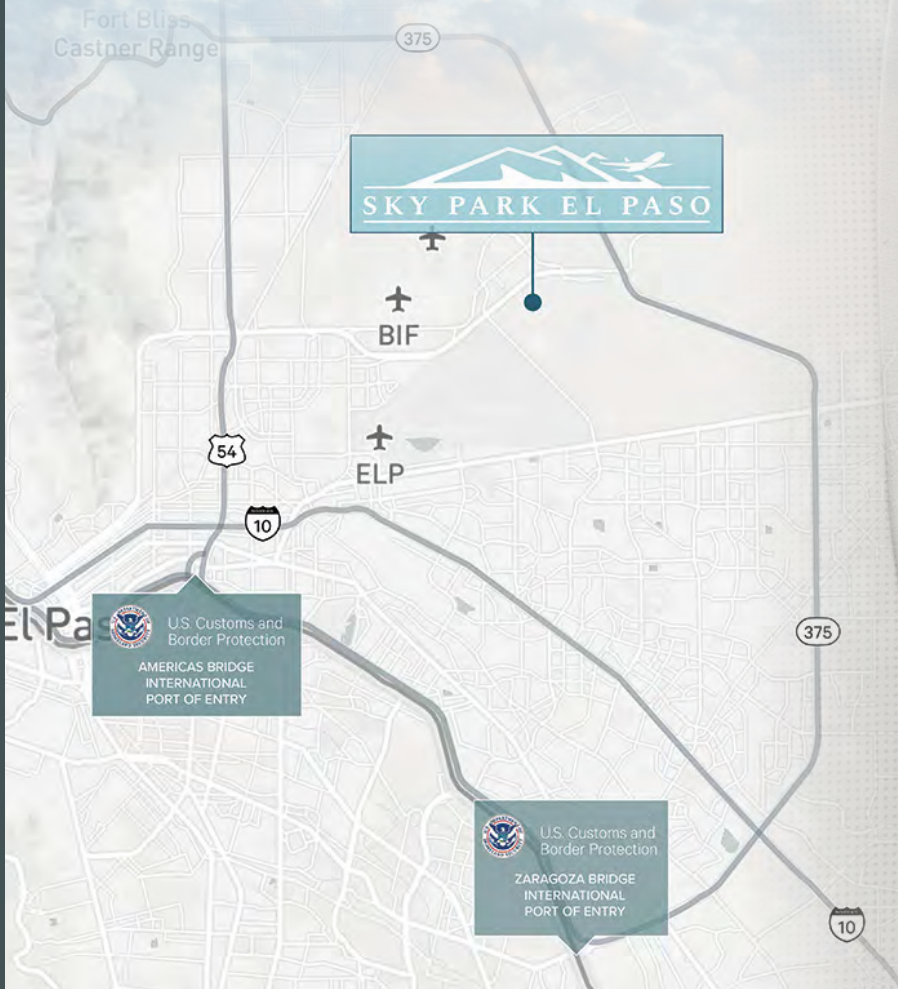 Fort Bliss
Castner Range
375
SKY PARK EL PASO
BIF
ELP
54
10
El Pas
U.S. Customs and
Border Protection
AMERICAS BRIDGE
INTERNATIONAL
PORT OF ENTRY
375
U.S. Customs and
Border Protection
ZARAGOZA BRIDGE
INTERNATIONAL
PORT OF ENTRY
10